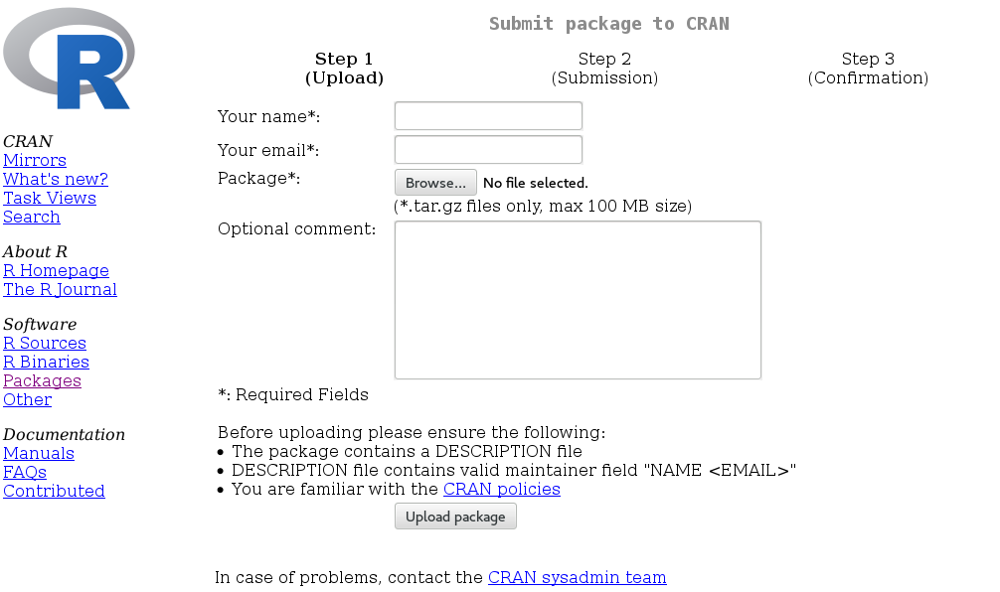 R
Submit package to CRAN
Step 1
(Upload)
Step 2
(Submission)
Step 3
(Confirmation)
CRAN
Mirrors
What's new?
Task Views
Search
About R
R Homepage
The R Journal
Software
R Sources
R Binaries
Packages
Other
Documentation
Manuals
FAQs
Contributed
Your name*:
Your email*:
Package*:
Browse... No file selected.
(*.tar.gz files only, max 100 MB size)
Optional comment:
*: Required Fields
Before uploading please ensure the following:
• The package contains a DESCRIPTION file
• DESCRIPTION file contains valid maintainer field "NAME <EMAIL>"
• You are familiar with the CRAN policies
Upload package
In case of problems, contact the CRAN sysadmin team